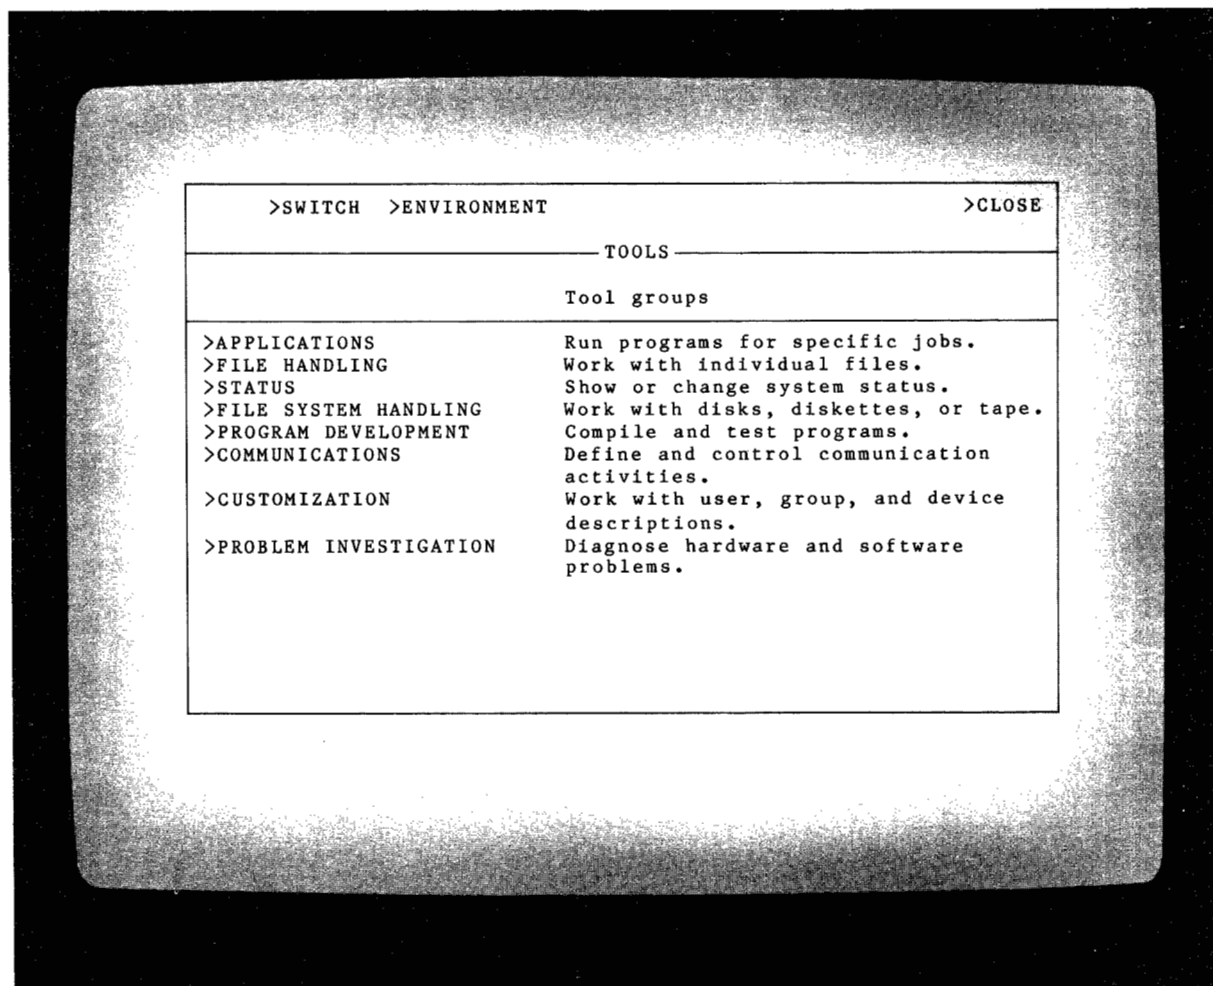 >SWITCH >ENVIRONMENT >CLOSE
TOOLS
Tool groups
>APPLICATIONS Run programs for specific jobs.
>FILE HANDLING Work with individual files.
>STATUS Show or change system status.
>FILE SYSTEM HANDLING Work with disks, diskettes, or tape.
>PROGRAM DEVELOPMENT Compile and test programs.
>COMMUNICATIONS Define and control communication
activities.
>CUSTOMIZATION Work with user, group, and device
descriptions.
>PROBLEM INVESTIGATION Diagnose hardware and software
problems.